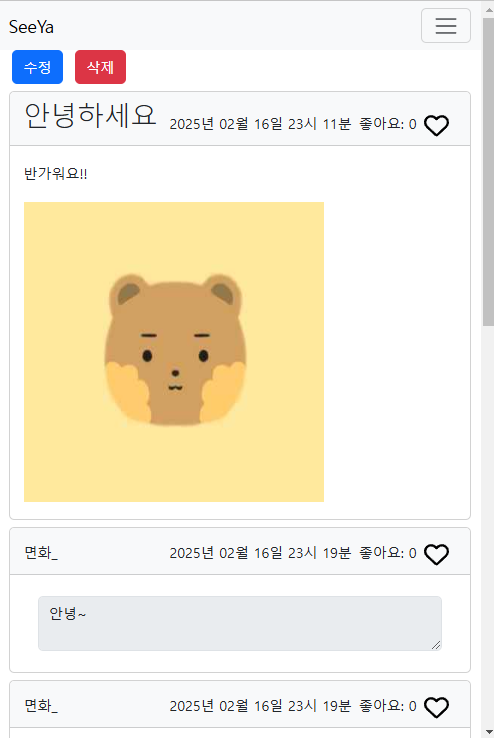 SeeYa
수정 삭제
안녕하세요 2025년 02월 16일 23시 11분 좋아요: 0
반가워요!!
면화_ 2025년 02월 16일 23시 19분 좋아요: 0
안녕~
면화_ 2025년 02월 16일 23시 19분 좋아요: 0